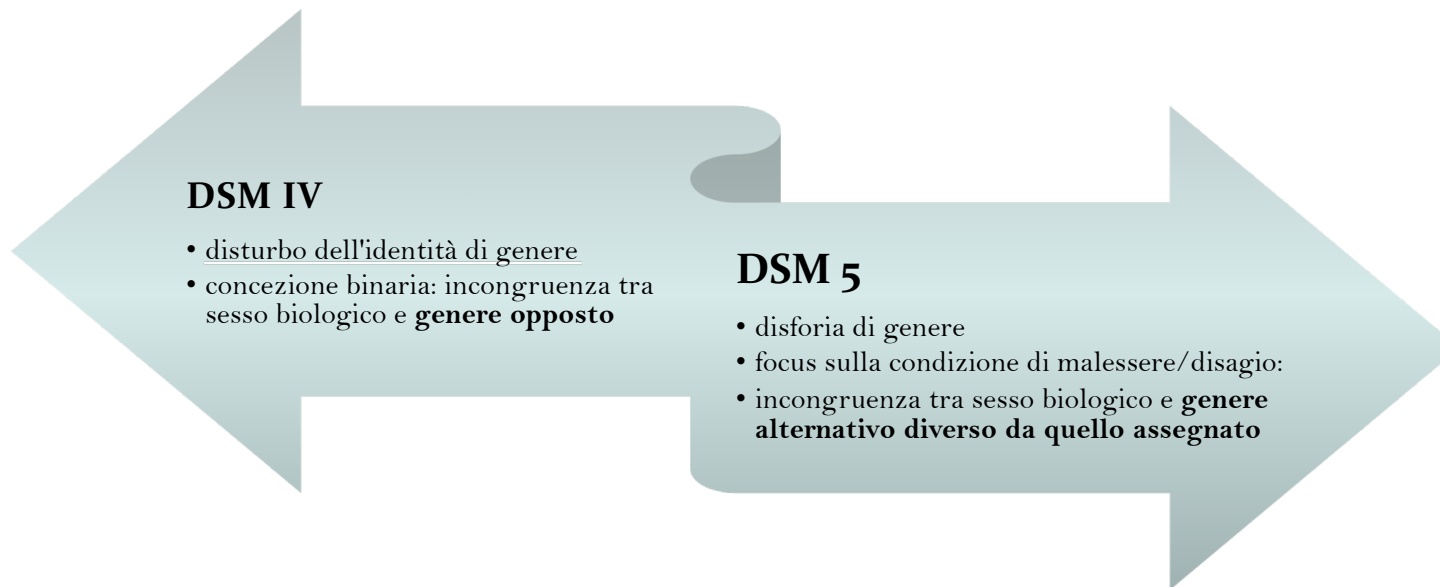 DSM IV
• disturbo dell'identità di genere
• concezione binaria: incongruenza tra
sesso biologico e genere opposto
DSM 5
• disforia di genere
• focus sulla condizione di malessere/disagio:
• incongruenza tra sesso biologico e genere
alternativo diverso da quello assegnato